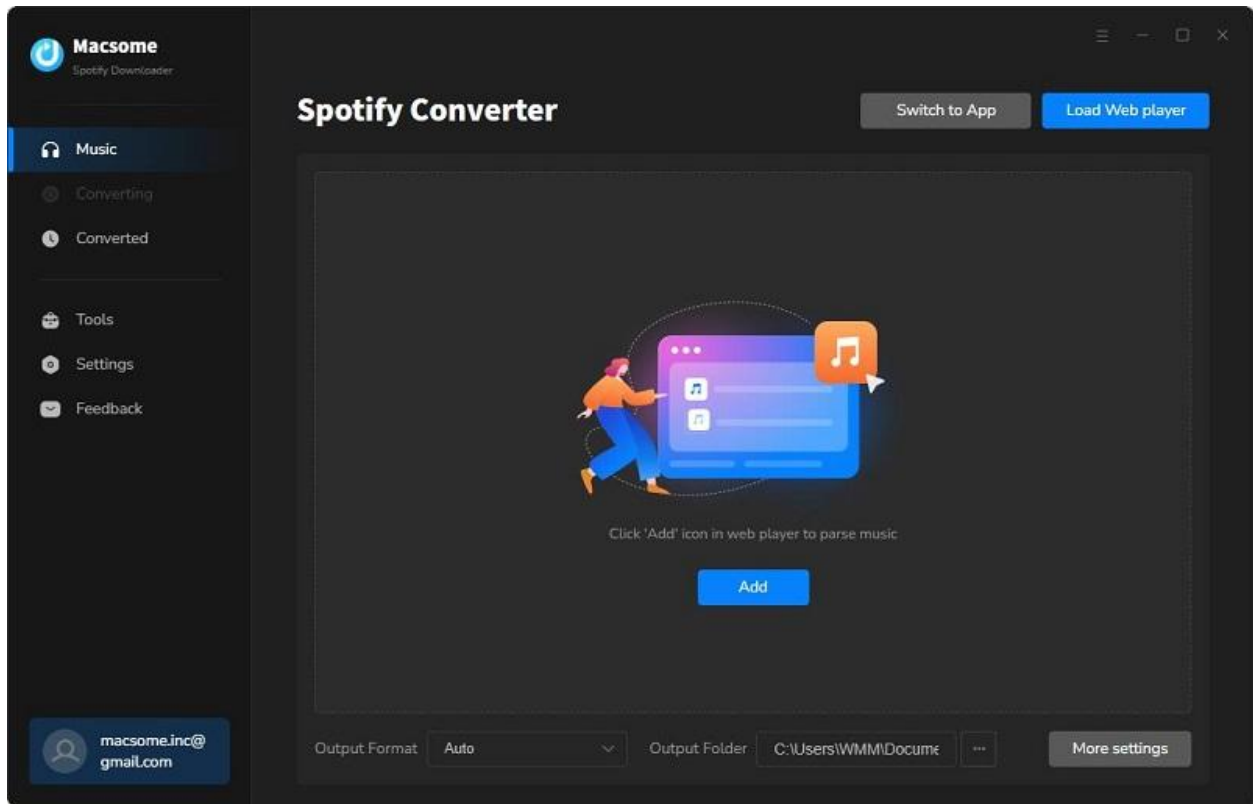 Macsome
Spotify Downloader
Music
Converting
Converted
Tools
Settings
Feedback
macsome.inc@
gmail.com
Spotify Converter
Switch to App
Load Web player
Click 'Add' icon in web player to parse music
Add
Output Format
Auto
Output Folder
C:\Users\WMM\Docume
...
More settings